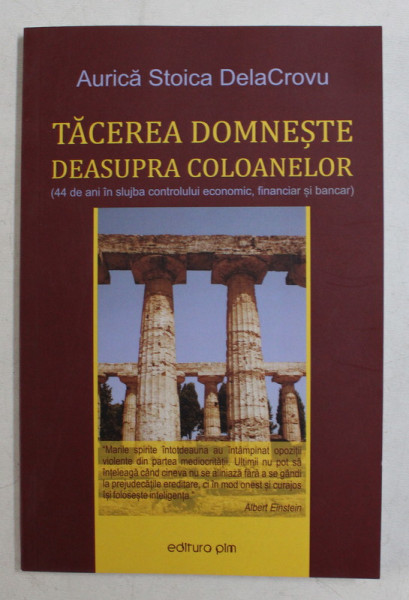 Aurică Stoica DelaCrovu
TĂCEREA DOMNEȘTE
DEASUPRA COLOANELOR
(44 de ani în slujba controlului economic, financiar și bancar)
"Marile spirite întotdeauna au întâmpinat opoziții
violente din partea mediocrității. Ultimii nu pot să
înțeleagă când cineva nu se aliniază fără a se gândi
la prejudecățile ereditare, ci în mod onest și curajos
își folosește inteligența."
Albert Einstein
editura pim